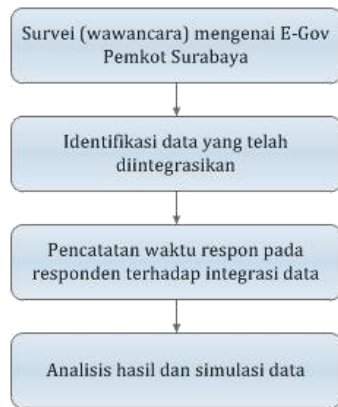 Survei (wawancara) mengenai E-Gov
Pemkot Surabaya
Identifikasi data yang telah
diintegrasikan
Pencatatan waktu respon pada
responden terhadap integrasi data
Analisis hasil dan simulasi data